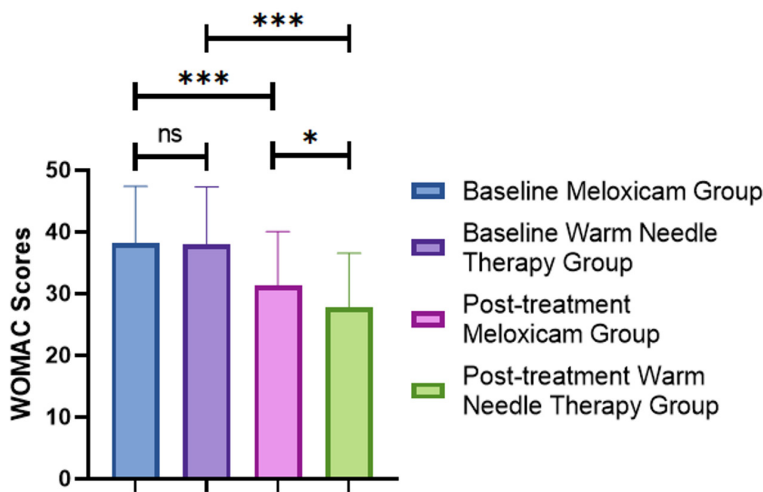 ***
***
ns
*
50
40
30
20
10
0
WOMAC Scores
Baseline Meloxicam Group
Baseline Warm Needle
Therapy Group
Post-treatment
Meloxicam Group
Post-treatment Warm
Needle Therapy Group